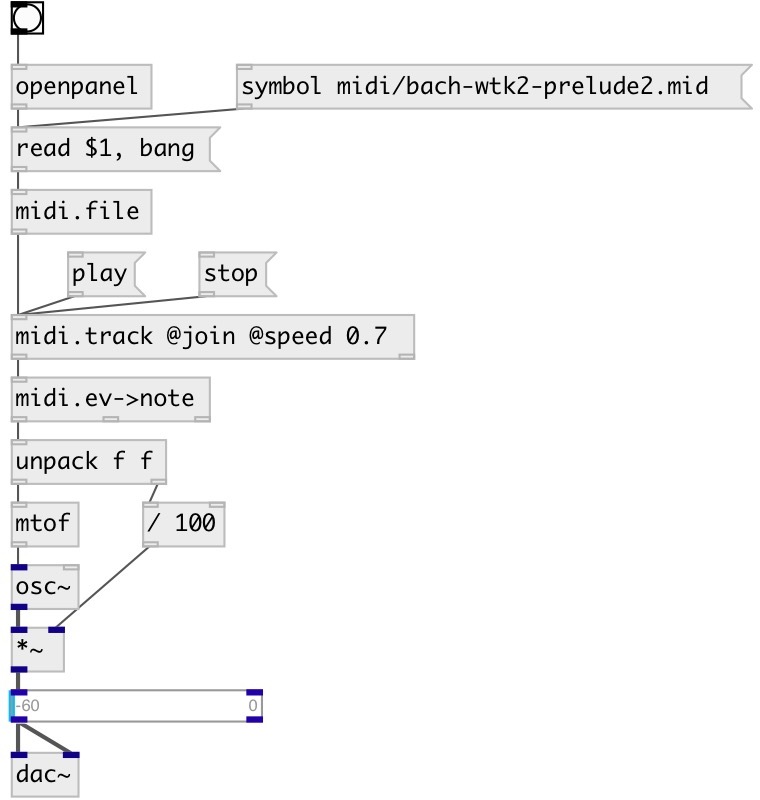 openpanel
symbol midi/bach-wtk2-prelude2.mid
read $1, bang
midi.file
play
stop
midi.track @join @speed 0.7
midi.ev->note
unpack f f
mtof
/ 100
osc~
*~
-60
0
dac~